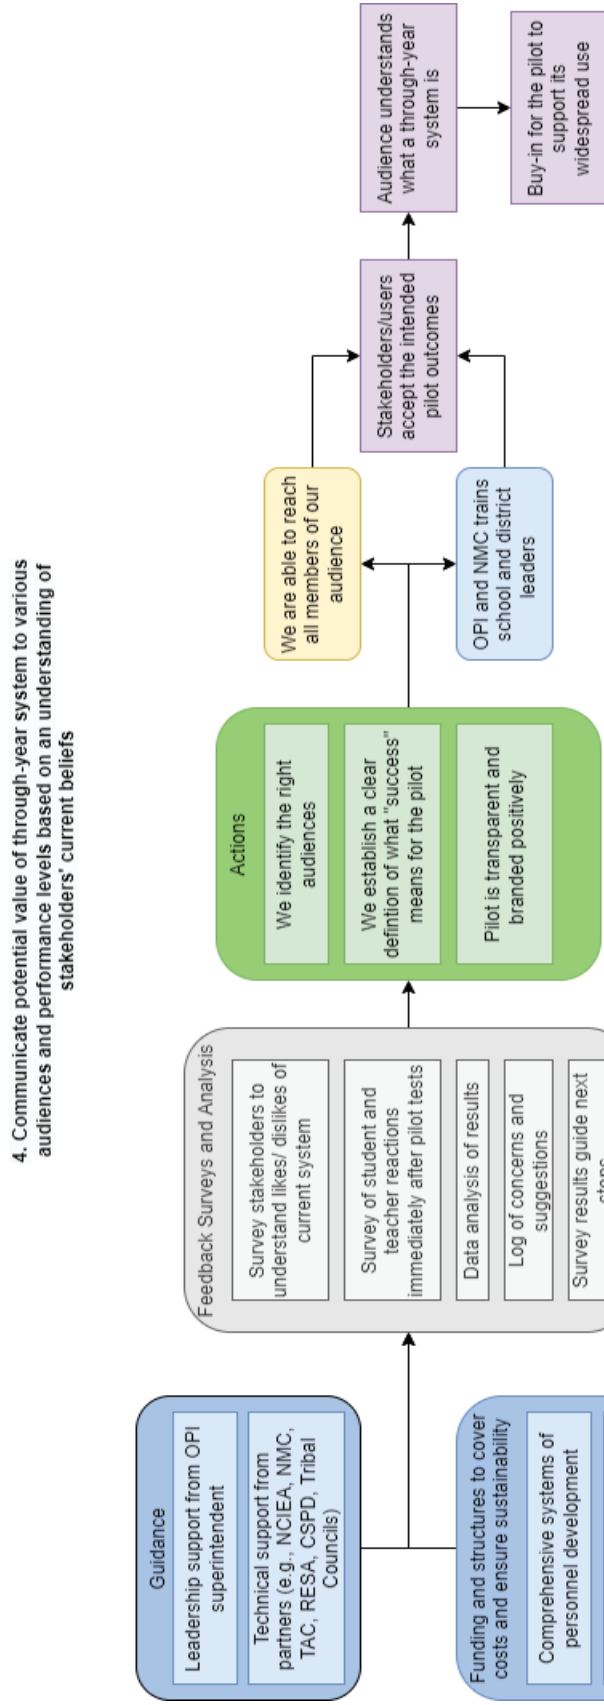 4. Communicate potential value of through-year system to various
audiences and performance levels based on an understanding of
stakeholders' current beliefs
Guidance
Leadership support from OPI
superintendent
Technical support from
partners (e.g., NCIEA, NMC,
TAC, RESA, CSPD, Tribal
Councils)
Funding and structures to cover
costs and ensure sustainability
Comprehensive systems of
personnel development
Feedback Surveys and Analysis
Survey stakeholders to
understand likes/ dislikes of
current system
Survey of student and
teacher reactions
immediately after pilot tests
Data analysis of results
Log of concerns and
suggestions
Survey results guide next
steps
Actions
We identify the right
audiences
We establish a clear
defintion of what "success"
means for the pilot
Pilot is transparent and
branded positively
We are able to reach
all members of our
audience
OPI and NMC trains
school and district
leaders
Stakeholders/users
accept the intended
pilot outcomes
Audience understands
what a through-year
system is
Buy-in for the pilot to
support its
widespread use